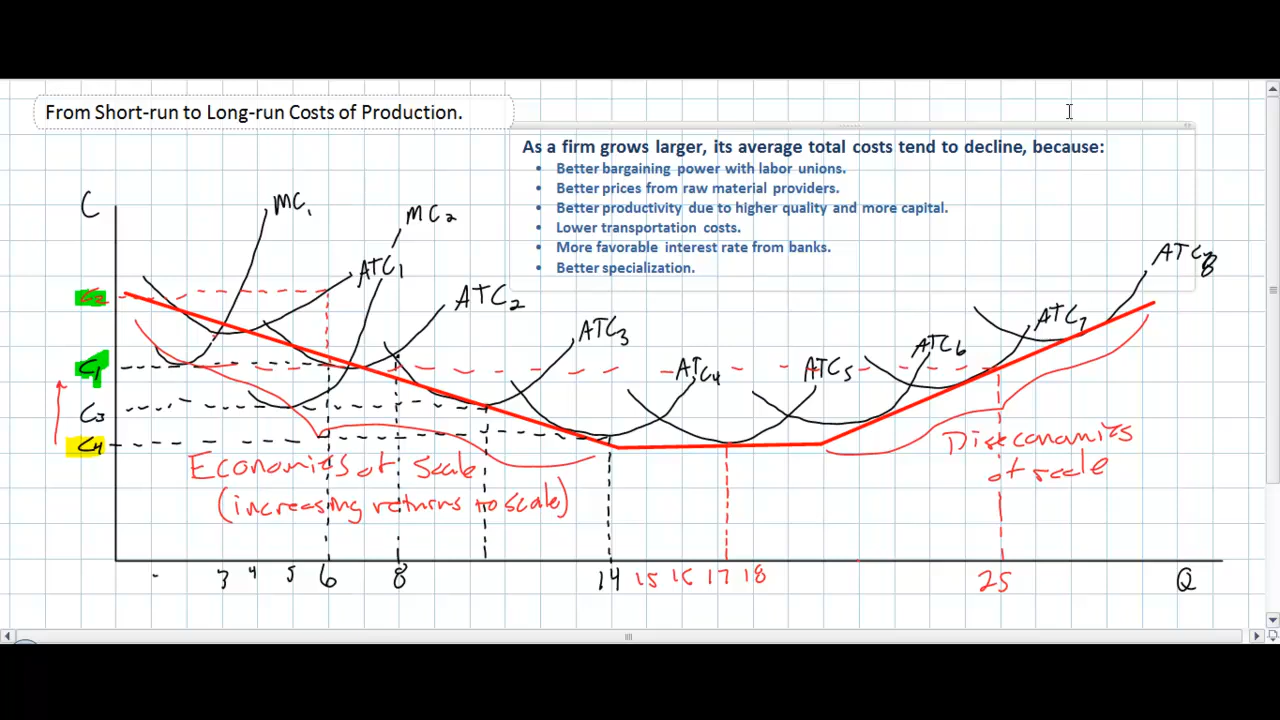 From Short-run to Long-run Costs of Production.
As a firm grows larger, its average total costs tend to decline, because:
• Better bargaining power with labor unions.
• Better prices from raw material providers.
• Better productivity due to higher quality and more capital.
• Lower transportation costs.
• More favorable interest rate from banks.
• Better specialization.
C
MC₁
MC₂
ATC₁
ATC₂
ATC₃
ATC₄
ATC₅
ATC₆
ATC₇
ATC₈
C₂
C₁
C₃
C₄
Economies of Scale
(increasing returns to scale)
Diseconomies
of scale
3 4 5 6 8 14 15 16 17 18 25 Q